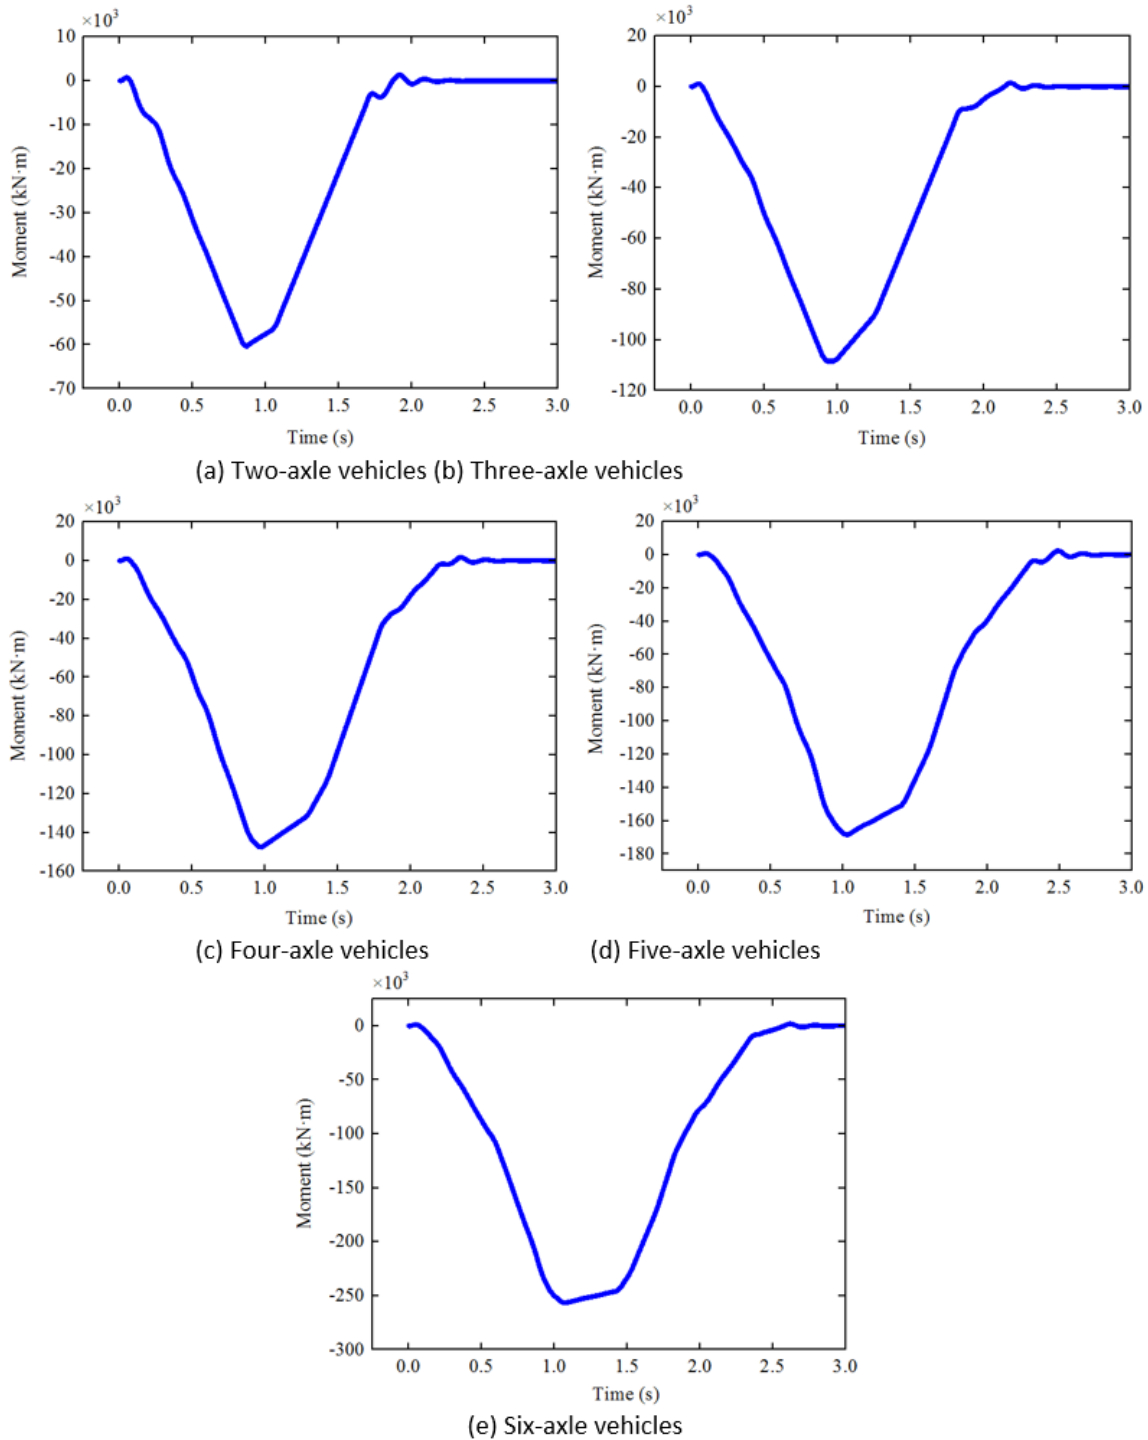 ×10³
10
0
-10
-20
-30
-40
-50
-60
-70
0.0 0.5 1.0 1.5 2.0 2.5 3.0
Time (s)
Moment (kN·m)
×10³
20
0
-20
-40
-60
-80
-100
-120
0.0 0.5 1.0 1.5 2.0 2.5 3.0
Time (s)
Moment (kN·m)
(a) Two-axle vehicles (b) Three-axle vehicles
×10³
20
0
-20
-40
-60
-80
-100
-120
-140
-160
0.0 0.5 1.0 1.5 2.0 2.5 3.0
Time (s)
Moment (kN·m)
×10³
20
0
-20
-40
-60
-80
-100
-120
-140
-160
-180
0.0 0.5 1.0 1.5 2.0 2.5 3.0
Time (s)
Moment (kN·m)
(c) Four-axle vehicles (d) Five-axle vehicles
×10³
0
-50
-100
-150
-200
-250
-300
0.0 0.5 1.0 1.5 2.0 2.5 3.0
Time (s)
Moment (kN·m)
(e) Six-axle vehicles